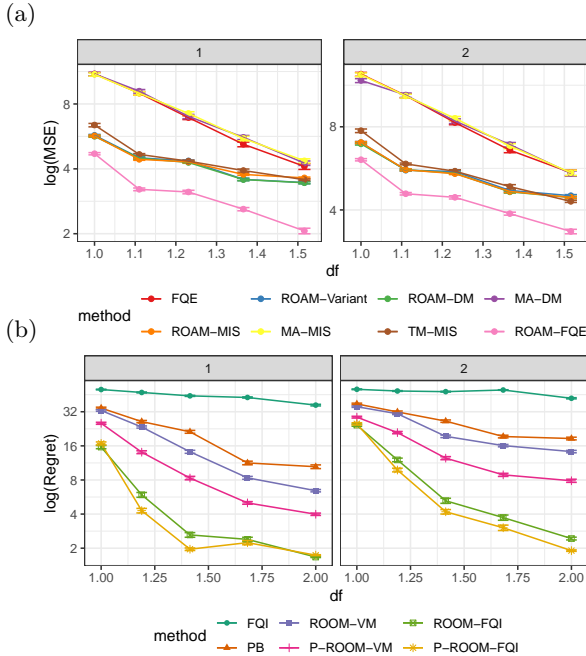 (a)
1
2
log(MSE)
8
4
2
8
4
1.0
1.1
1.2
1.3
1.4
1.5
1.0
1.1
1.2
1.3
1.4
1.5
df
method
FQE
ROAM−Variant
ROAM−DM
MA−DM
ROAM−MIS
MA−MIS
TM−MIS
ROAM−FQE
(b)
1
2
log(Regret)
32
16
8
4
2
1.00
1.25
1.50
1.75
2.00
1.00
1.25
1.50
1.75
2.00
df
method
FQI
ROOM−VM
ROOM−FQI
PB
P−ROOM−VM
P−ROOM−FQI